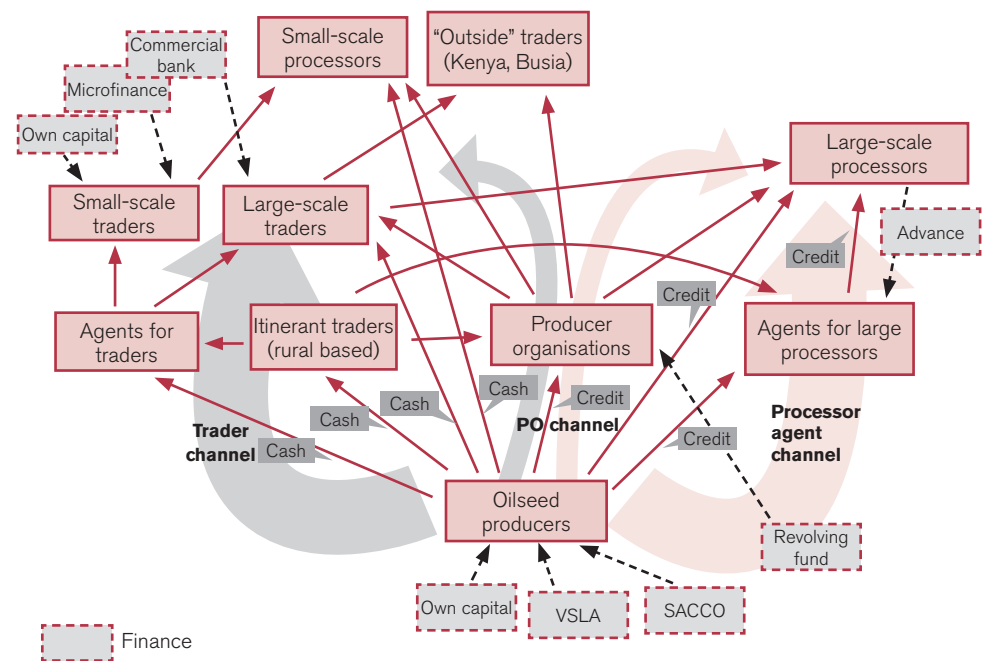 Small-scale
processors
"Outside" traders
(Kenya, Busia)
Commercial
bank
Microfinance
Own capital
Large-scale
processors
Small-scale
traders
Large-scale
traders
Advance
Credit
Credit
Agents for
traders
Itinerant traders
(rural based)
Producer
organisations
Agents for large
processors
Cash
Cash
Cash
Credit
Trader
channel
Cash
PO channel
Credit
Processor
agent
channel
Oilseed
producers
Revolving
fund
Own capital
VSLA
SACCO
Finance